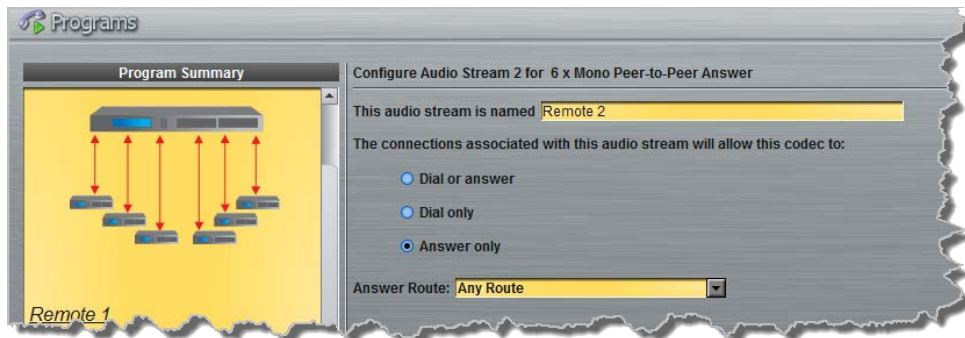 Programs
Program Summary
Remote 1
Configure Audio Stream 2 for 6 x Mono Peer-to-Peer Answer
This audio stream is named Remote 2
The connections associated with this audio stream will allow this codec to:
Dial or answer
Dial only
Answer only
Answer Route: Any Route